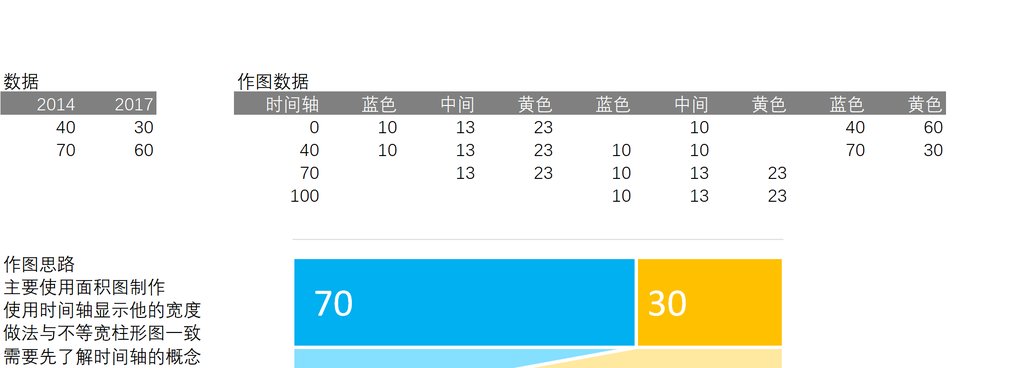 数据
2014 2017
40 30
70 60
作图数据
时间轴 蓝色 中间 黄色 蓝色 中间 黄色 蓝色 黄色
0 10 13 23 10 40 60
40 10 13 23 10 10 70 30
70 13 23 10 13 23
100 10 13 23
作图思路
主要使用面积图制作
使用时间轴显示他的宽度
做法与不等宽柱形图一致
需要先了解时间轴的概念
70 30